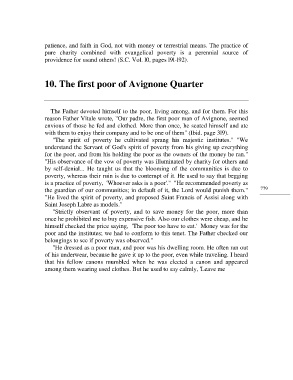 patience, and faith in God, not with money or terrestrial means. The practice of
pure charity combined with evangelical poverty is a perennial source of
providence for usand others! (S.C. Vol. 10, pages 191-192).
10. The first poor of Avignone Quarter
The Father devoted himself to the poor, living among, and for them. For this
reason Father Vitale wrote, "Our padre, the first poor man of Avignone, seemed
envious of those he fed and clothed. More than once, he seated himself and ate
with them to enjoy their company and to be one of them" (Ibid. page 309).
"The spirit of poverty he cultivated sprang his majestic institutes." "We
understand the Servant of God's spirit of poverty from his giving up everything
for the poor, and from his holding the poor as the owners of the money he ran."
"His observance of the vow of poverty was illuminated by charity for others and
by self-denial... He taught us that the blooming of the communities is due to
poverty, whereas their ruin is due to contempt of it. He used to say that begging
is a practice of poverty, 'Whoever asks is a poor'." "He recommended poverty as
the guardian of our communities; in default of it, the Lord would punish them."
"He lived the spirit of poverty, and proposed Saint Francis of Assisi along with
Saint Joseph Labre as models."
"Strictly observant of poverty, and to save money for the poor, more than
once he prohibited me to buy expensive fish. Also our clothes were cheap, and he
himself checked the price saying, 'The poor too have to eat.' Money was for the
poor and the institutes; we had to conform to this tenet. The Father checked our
belongings to see if poverty was observed."
"He dressed as a poor man, and poor was his dwelling room. He often ran out
of his underwear, because he gave it up to the poor, even while traveling. I heard
that his fellow canons mumbled when he was elected a canon and appeared
among them wearing used clothes. But he used to say calmly, 'Leave me